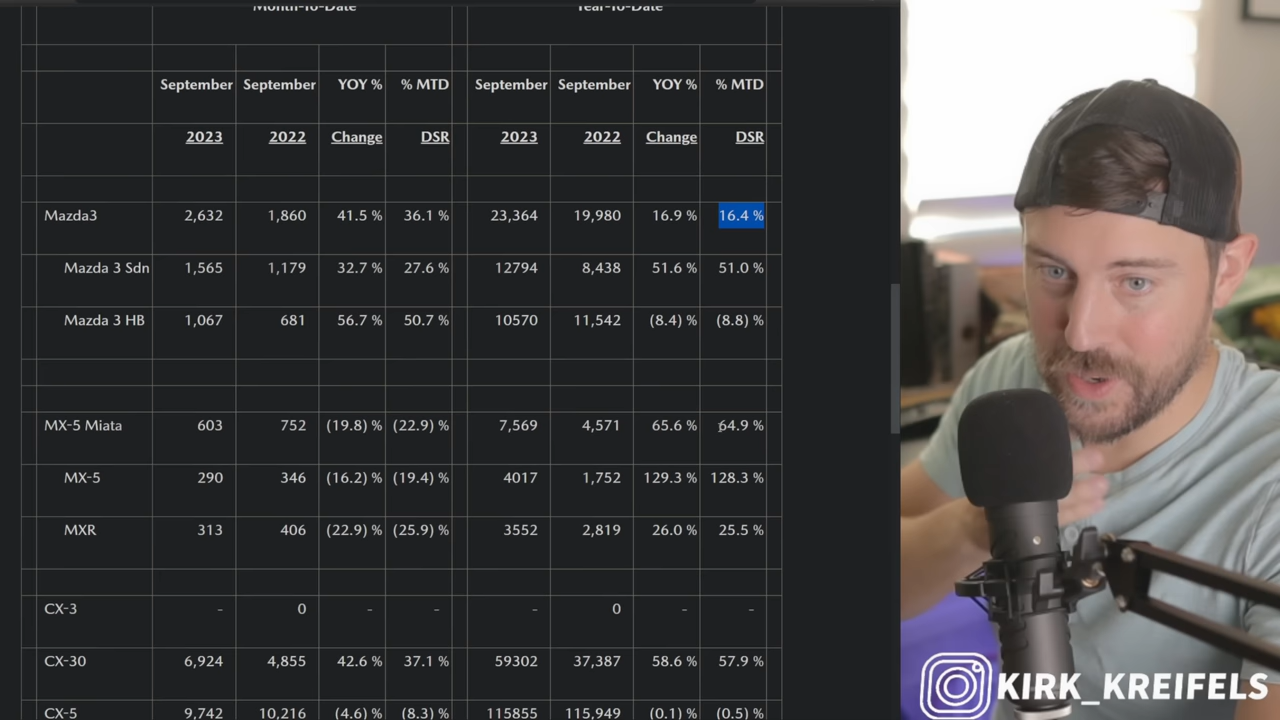 Month-To-Date Year-To-Date
September September YOY % % MTD September September YOY % % MTD
2023 2022 Change DSR 2023 2022 Change DSR
Mazda3 2,632 1,860 41.5 % 36.1 % 23,364 19,980 16.9 % 16.4 %
Mazda 3 Sdn 1,565 1,179 32.7 % 27.6 % 12794 8,438 51.6 % 51.0 %
Mazda 3 HB 1,067 681 56.7 % 50.7 % 10570 11,542 (8.4) % (8.8) %
MX-5 Miata 603 752 (19.8) % (22.9) % 7,569 4,571 65.6 % 64.9 %
MX-5 290 346 (16.2) % (19.4) % 4017 1,752 129.3 % 128.3 %
MXR 313 406 (22.9) % (25.9) % 3552 2,819 26.0 % 25.5 %
CX-3 - 0 - - - 0 - -
CX-30 6,924 4,855 42.6 % 37.1 % 59302 37,387 58.6 % 57.9 %
CX-5 9,742 10,216 (4.6) % (8.3) % 115855 115,949 (0.1) % (0.5) %
KIRK_KREIFELS